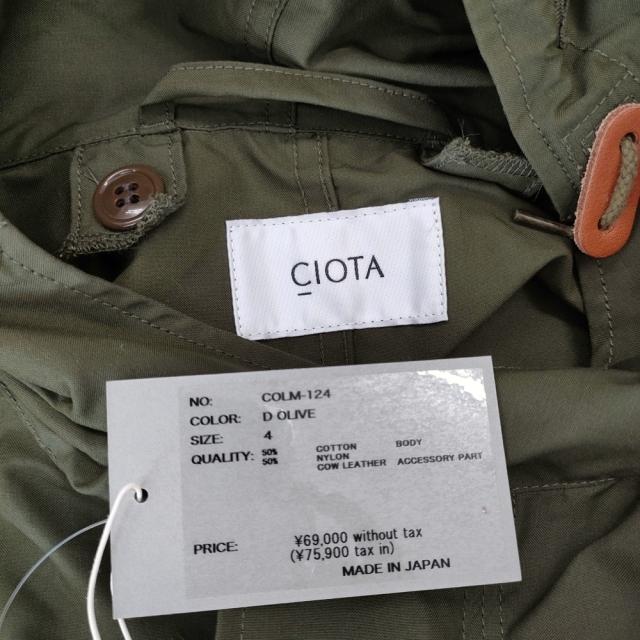 CIOTA
NO: COLM-124
COLOR: D OLIVE
SIZE: 4
QUALITY: 50% COTTON BODY
50% NYLON
COW LEATHER ACCESSORY PART
PRICE: ¥69,000 without tax
(¥75,900 tax in)
MADE IN JAPAN